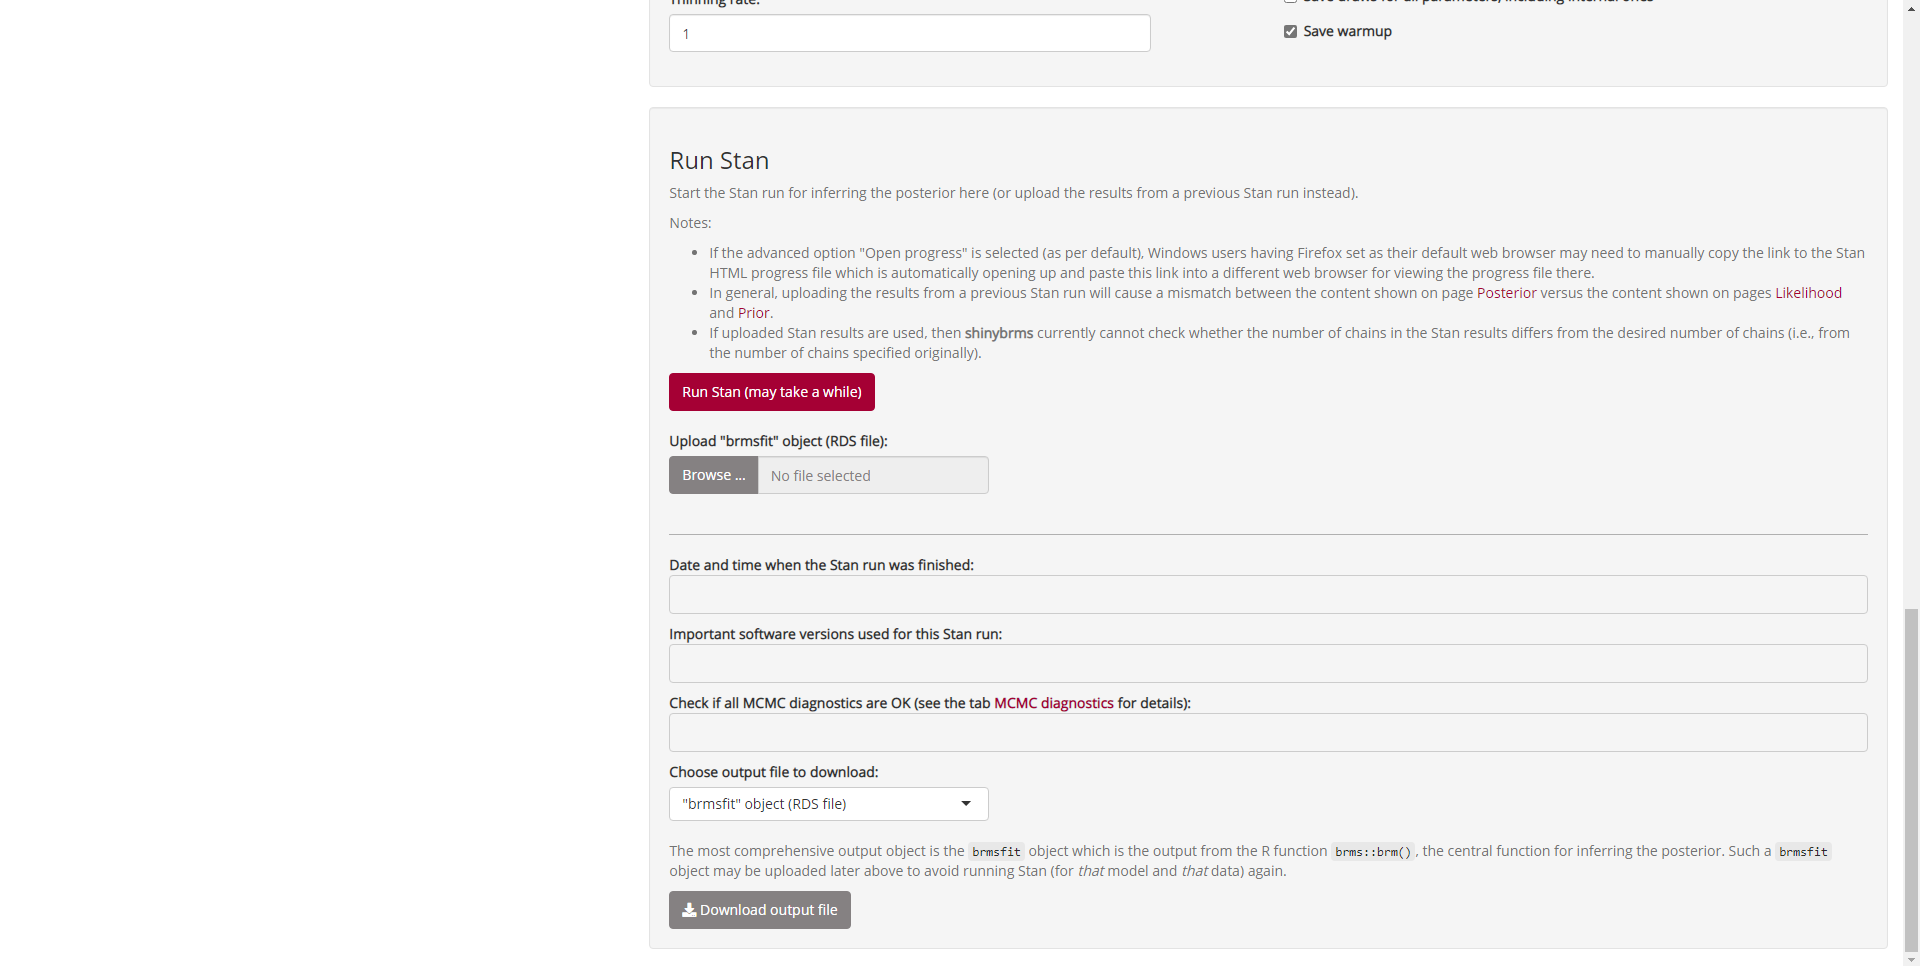 Thinning rate:
Save draws for all parameters, including internal ones
1
Save warmup
Run Stan
Start the Stan run for inferring the posterior here (or upload the results from a previous Stan run instead).
Notes:
If the advanced option "Open progress" is selected (as per default), Windows users having Firefox set as their default web browser may need to manually copy the link to the Stan
HTML progress file which is automatically opening up and paste this link into a different web browser for viewing the progress file there.
In general, uploading the results from a previous Stan run will cause a mismatch between the content shown on page Posterior versus the content shown on pages Likelihood
and Prior.
If uploaded Stan results are used, then shinybrms currently cannot check whether the number of chains in the Stan results differs from the desired number of chains (i.e., from
the number of chains specified originally).
Run Stan (may take a while)
Upload "brmsfit" object (RDS file):
Browse ... No file selected
Date and time when the Stan run was finished:
Important software versions used for this Stan run:
Check if all MCMC diagnostics are OK (see the tab MCMC diagnostics for details):
Choose output file to download:
"brmsfit" object (RDS file)
The most comprehensive output object is the brmsfit object which is the output from the R function brms::brm(), the central function for inferring the posterior. Such a brmsfit
object may be uploaded later above to avoid running Stan (for that model and that data) again.
Download output file